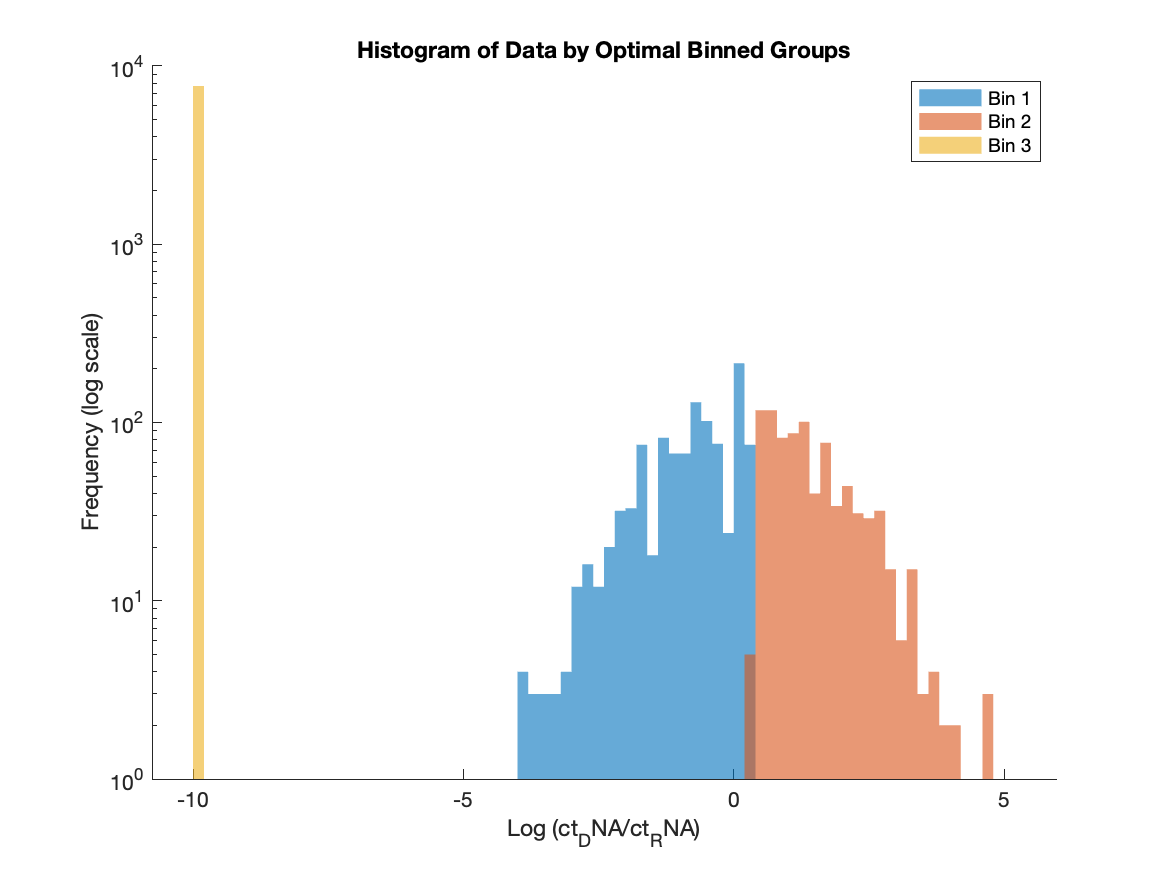 Histogram of Data by Optimal Binned Groups
Bin 1
Bin 2
Bin 3
Frequency (log scale)
10^4
10^3
10^2
10^1
10^0
-10 -5 0 5
Log (ct_DNA/ct_RNA)